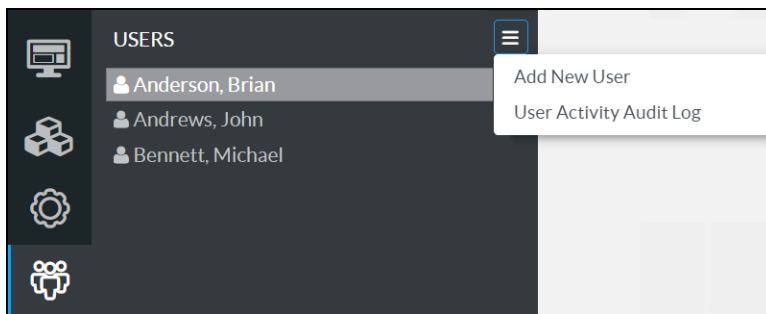 USERS
Anderson, Brian
Andrews, John
Bennett, Michael
Add New User
User Activity Audit Log